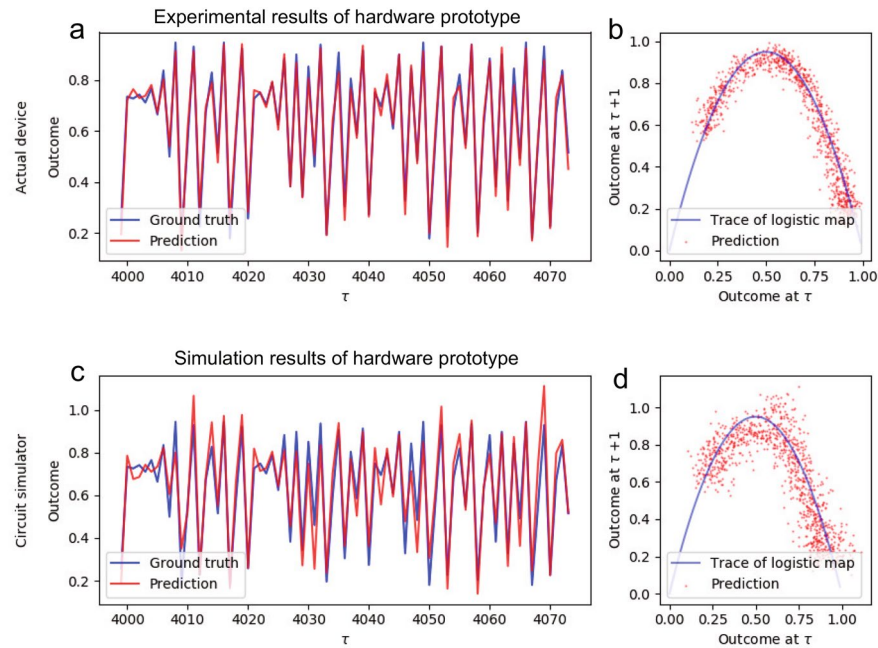 Experimental results of hardware prototype
a
Actual device
Outcome
0.8
0.6
0.4
0.2
Ground truth
Prediction
4000 4010 4020 4030 4040 4050 4060 4070
τ
b
Outcome at τ +1
1.0
0.8
0.6
0.4
0.2
0.0
Trace of logistic map
Prediction
0.00 0.25 0.50 0.75 1.00
Outcome at τ
Simulation results of hardware prototype
c
Circuit simulator
Outcome
1.0
0.8
0.6
0.4
0.2
Ground truth
Prediction
4000 4010 4020 4030 4040 4050 4060 4070
τ
d
Outcome at τ +1
1.0
0.8
0.6
0.4
0.2
0.0
Trace of logistic map
Prediction
0.00 0.25 0.50 0.75 1.00
Outcome at τ